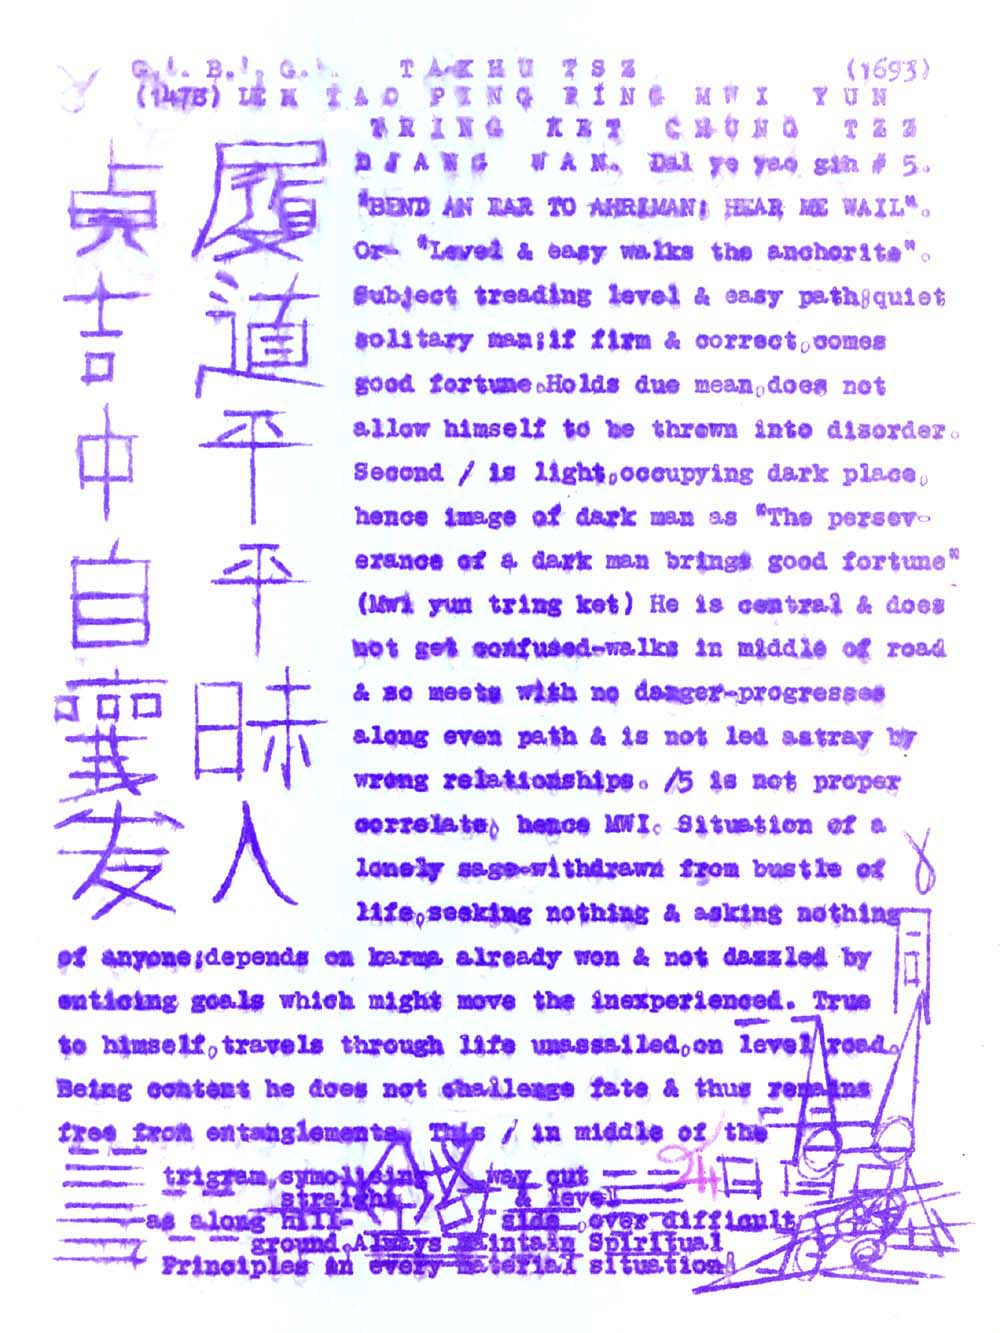 G.'. B.'. G.'. TAKHU TSZ (1693)
(1478) LEH TAO PING PING MWI YUN
TRING KET CHUNG TZZ
DJANG WAN. Dal ye yao gih # 5.
"BEND AN EAR TO AHRIMAN; HEAR ME WAIL".
Or- "Level & easy walks the anchorite".
Subject treading level & easy path;quiet
solitary man;if firm & correct,comes
good fortune.Holds due mean,does not
allow himself to be thrown into disorder.
Second / is light,occupying dark place,
hence image of dark man as "The persev-
erance of a dark man brings good fortune"
(Mwi yun tring ket) He is central & does
not get confused-walks in middle of road
& so meets with no danger-progresses
along even path & is not led astray by
wrong relationships. /5 is not proper
correlate, hence MWI. Situation of a
lonely sage-withdrawn from bustle of
life,seeking nothing & asking nothing
of anyone;depends on karma already won & not dazzled by
enticing goals which might move the inexperienced. True
to himself,travels through life unassailed,on level road.
Being content he does not challenge fate & thus remains
free from entanglements. This / in middle of the
trigram,symolising way cut
straight & level
as along hill- side,over difficult
ground.Always maintain Spiritual
Principles in every material situation!
履道平平昧人
貞吉中自